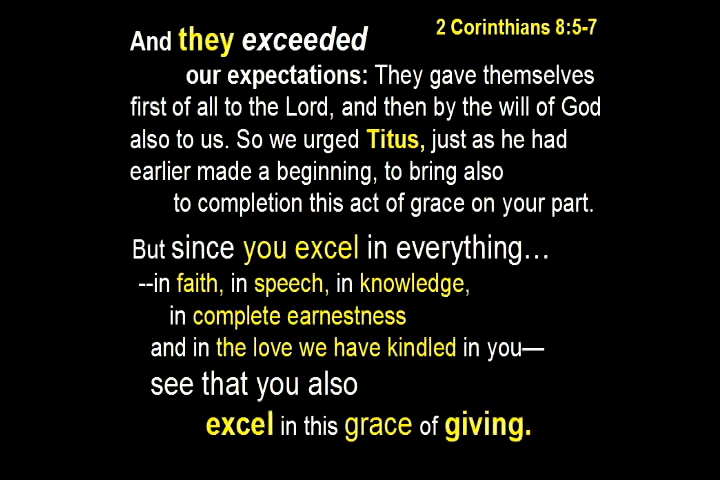 2 Corinthians 8:5-7
And they exceeded
our expectations: They gave themselves
first of all to the Lord, and then by the will of God
also to us. So we urged Titus, just as he had
earlier made a beginning, to bring also
to completion this act of grace on your part.
But since you excel in everything…
--in faith, in speech, in knowledge,
in complete earnestness
and in the love we have kindled in you—
see that you also
excel in this grace of giving.